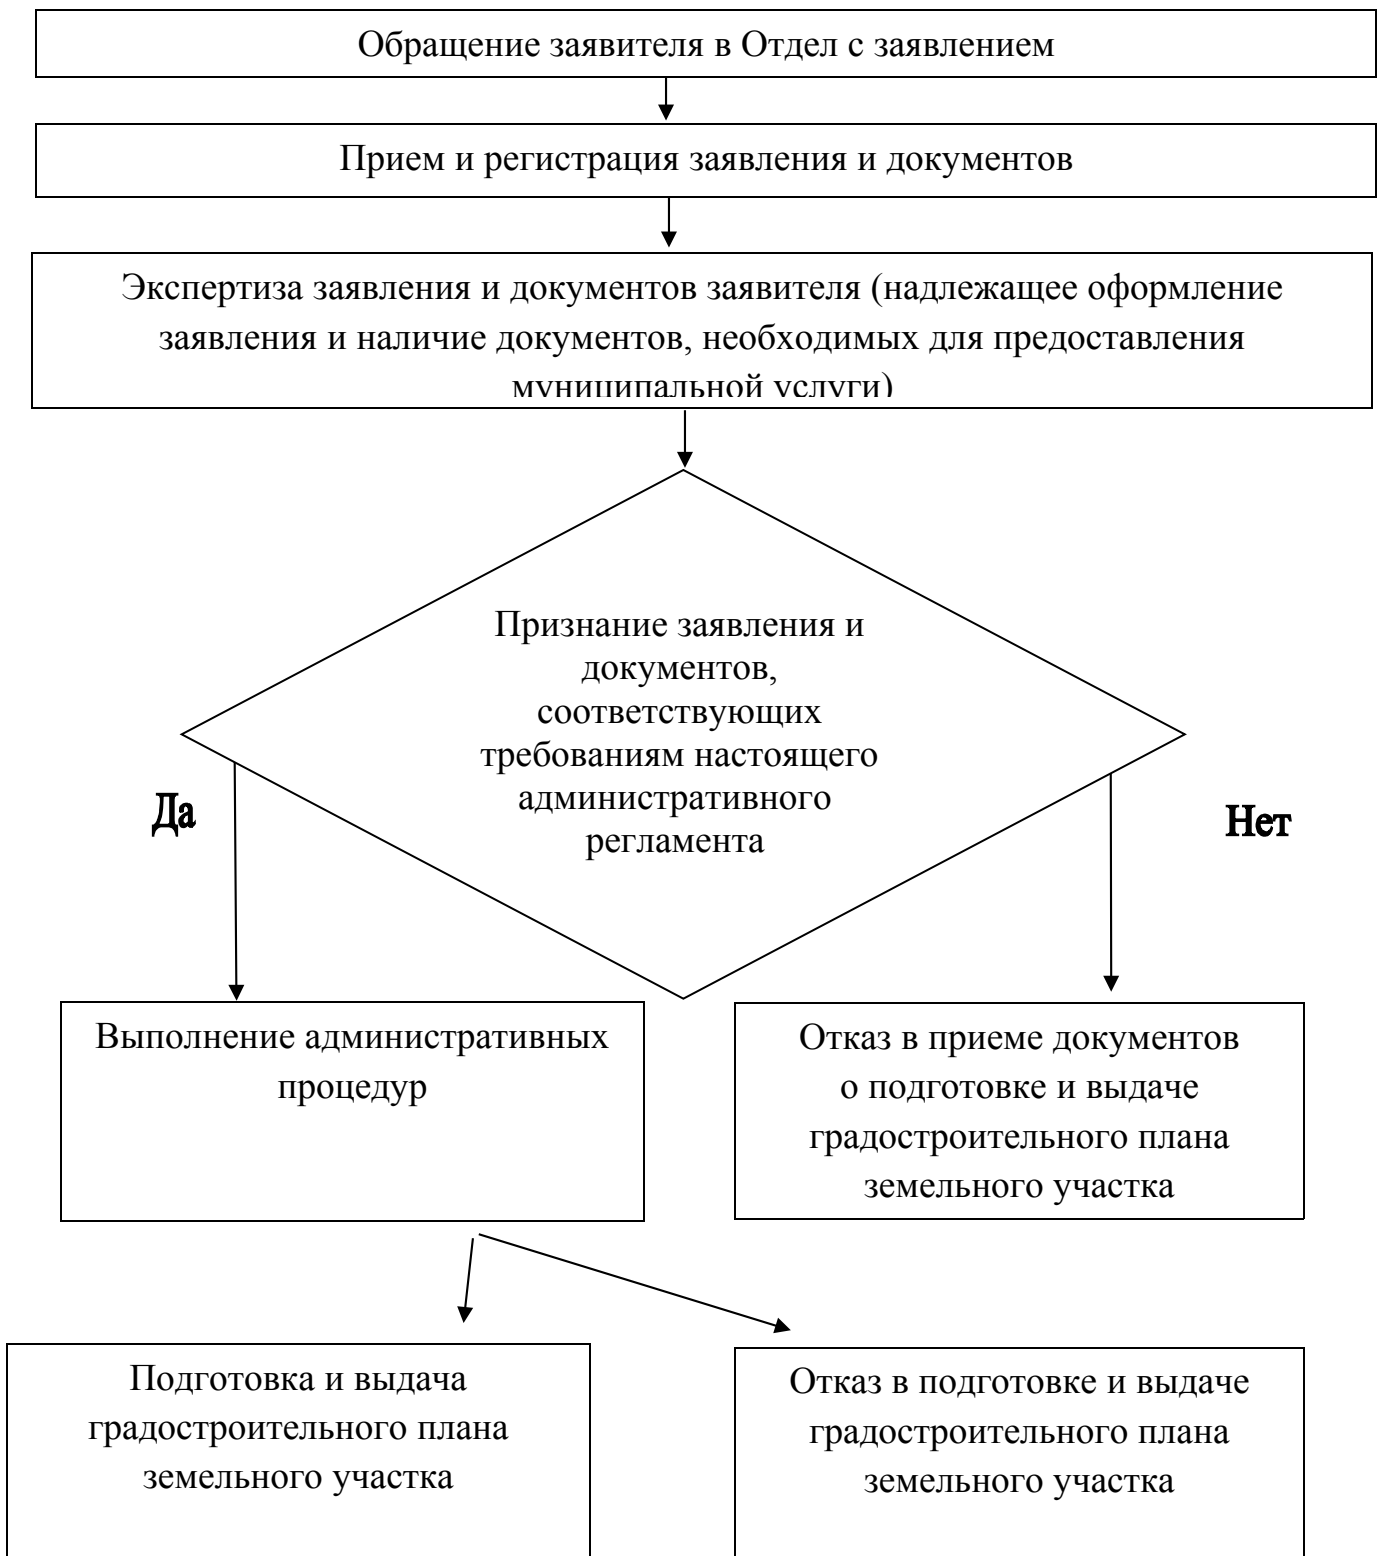 Обращение заявителя в Отдел с заявлением
Прием и регистрация заявления и документов
Экспертиза заявления и документов заявителя (надлежащее оформление
заявления и наличие документов, необходимых для предоставления
муниципальной услуги)
Признание заявления и
документов,
соответствующих
требованиям настоящего
административного
регламента
Да
Нет
Выполнение административных
процедур
Отказ в приеме документов
о подготовке и выдаче
градостроительного плана
земельного участка
Подготовка и выдача
градостроительного плана
земельного участка
Отказ в подготовке и выдаче
градостроительного плана
земельного участка